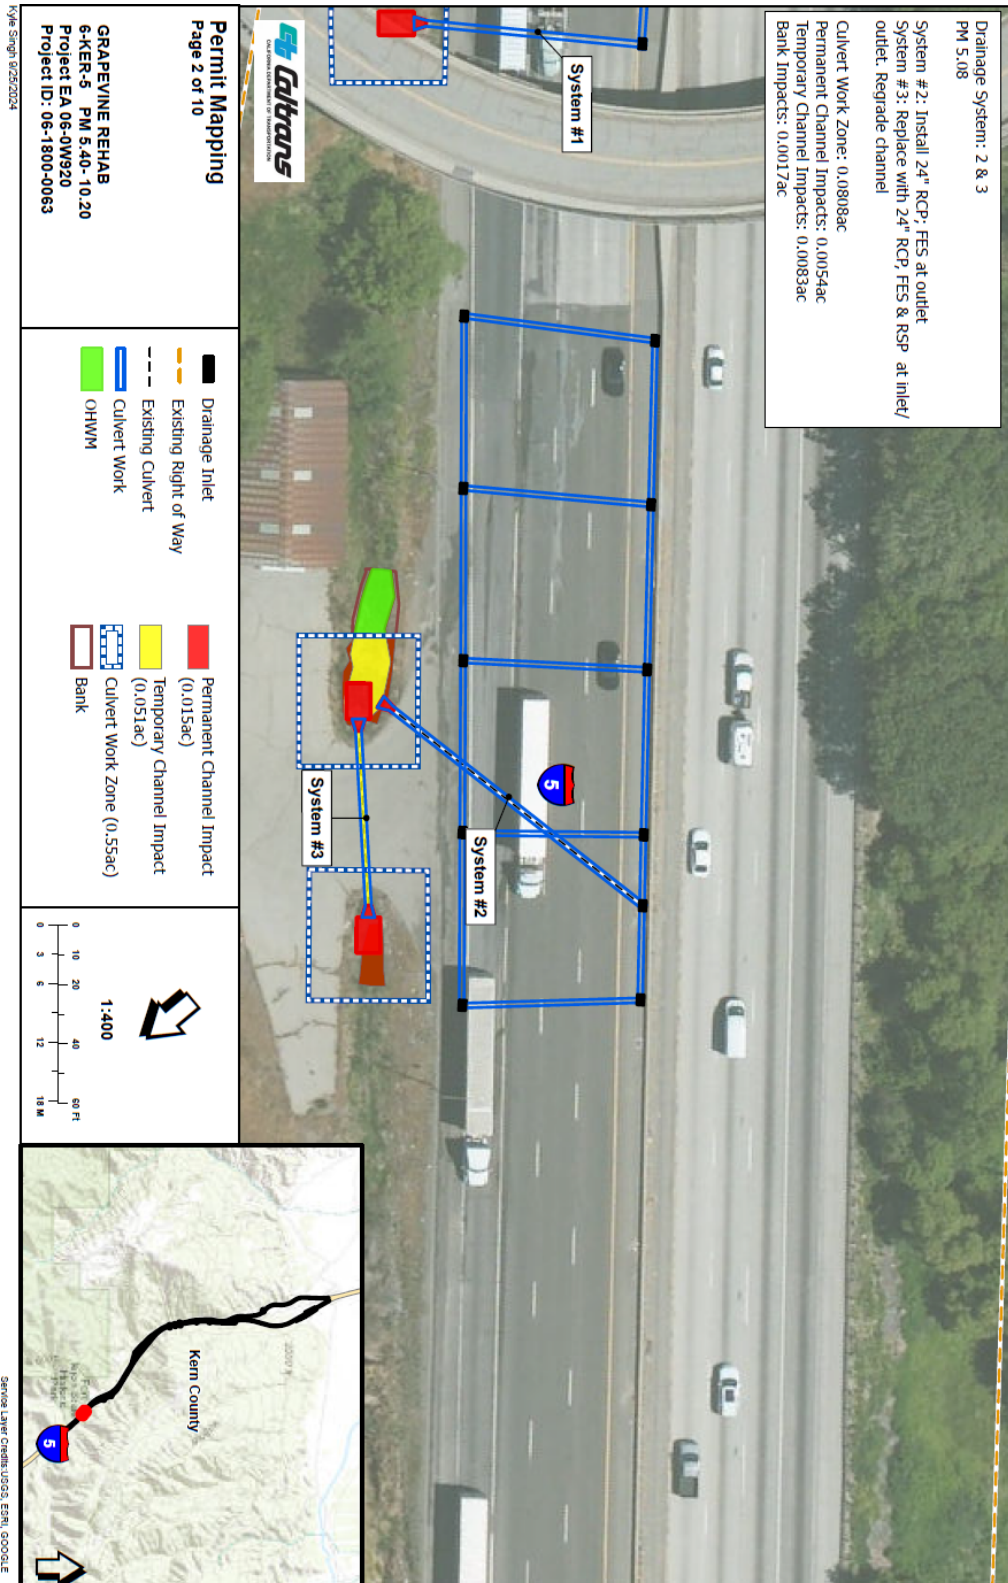 Drainage System: 2 & 3
PM 5.08
System #2: Install 24" RCP; FES at outlet
System #3: Replace with 24" RCP, FES & RSP at inlet/
outlet. Regrade channel
Culvert Work Zone: 0.0808ac
Permanent Channel Impacts: 0.0054ac
Temporary Channel Impacts: 0.0083ac
Bank Impacts: 0.0017ac
System #1
System #2
System #3
5
Caltrans
CALIFORNIA DEPARTMENT OF TRANSPORTATION
Permit Mapping
Page 2 of 10
GRAPEVINE REHAB
6-KER-5 PM 5.40- 10.20
Project EA 06-0W920
Project ID: 06-1800-0063
Drainage Inlet
Existing Right of Way
Existing Culvert
Culvert Work
OHWM
Permanent Channel Impact
(0.015ac)
Temporary Channel Impact
(0.051ac)
Culvert Work Zone (0.55ac)
Bank
1:400
0 10 20 40 60 Ft
0 3 6 12 18 M
Kern County
5
Kyle Singh 9/25/2024
Service Layer Credits:USGS, ESRI, GOOGLE